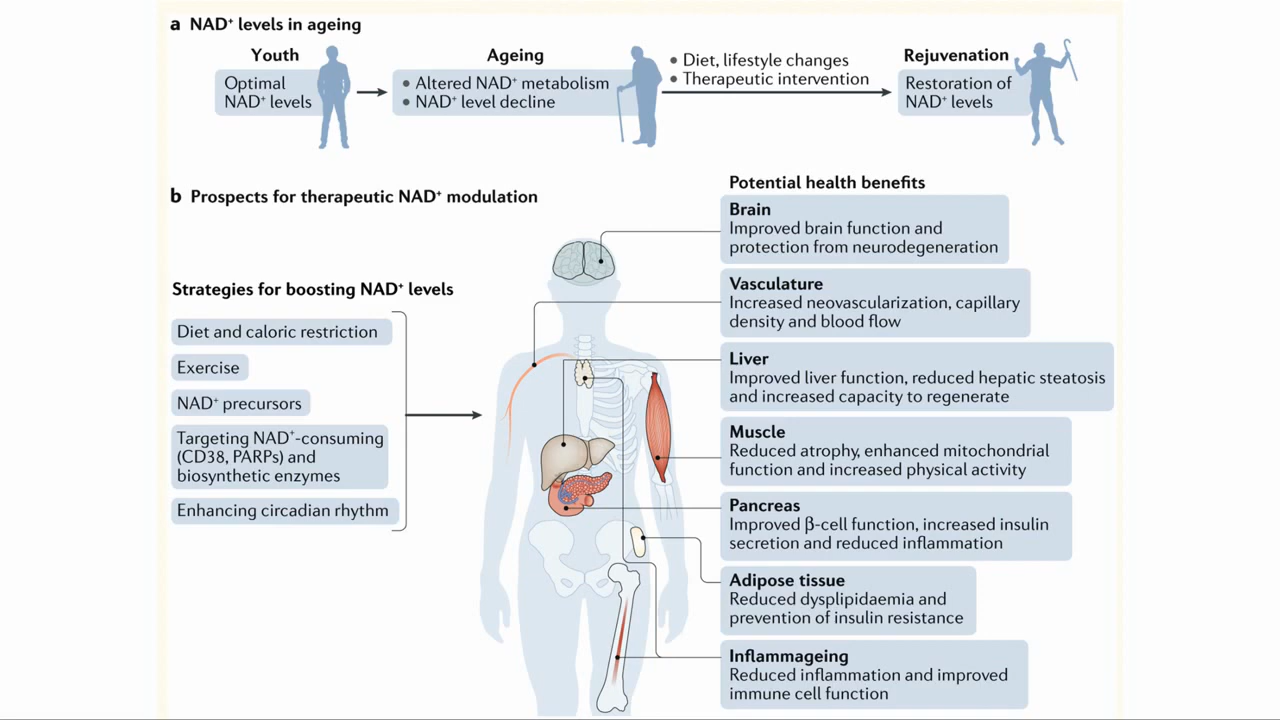 a NAD⁺ levels in ageing
Youth
Optimal
NAD⁺ levels
Ageing
• Altered NAD⁺ metabolism
• NAD⁺ level decline
• Diet, lifestyle changes
• Therapeutic intervention
Rejuvenation
Restoration of
NAD⁺ levels
b Prospects for therapeutic NAD⁺ modulation
Strategies for boosting NAD⁺ levels
Diet and caloric restriction
Exercise
NAD⁺ precursors
Targeting NAD⁺-consuming
(CD38, PARPs) and
biosynthetic enzymes
Enhancing circadian rhythm
Potential health benefits
Brain
Improved brain function and
protection from neurodegeneration
Vasculature
Increased neovascularization, capillary
density and blood flow
Liver
Improved liver function, reduced hepatic steatosis
and increased capacity to regenerate
Muscle
Reduced atrophy, enhanced mitochondrial
function and increased physical activity
Pancreas
Improved β-cell function, increased insulin
secretion and reduced inflammation
Adipose tissue
Reduced dysplipidaemia and
prevention of insulin resistance
Inflammageing
Reduced inflammation and improved
immune cell function